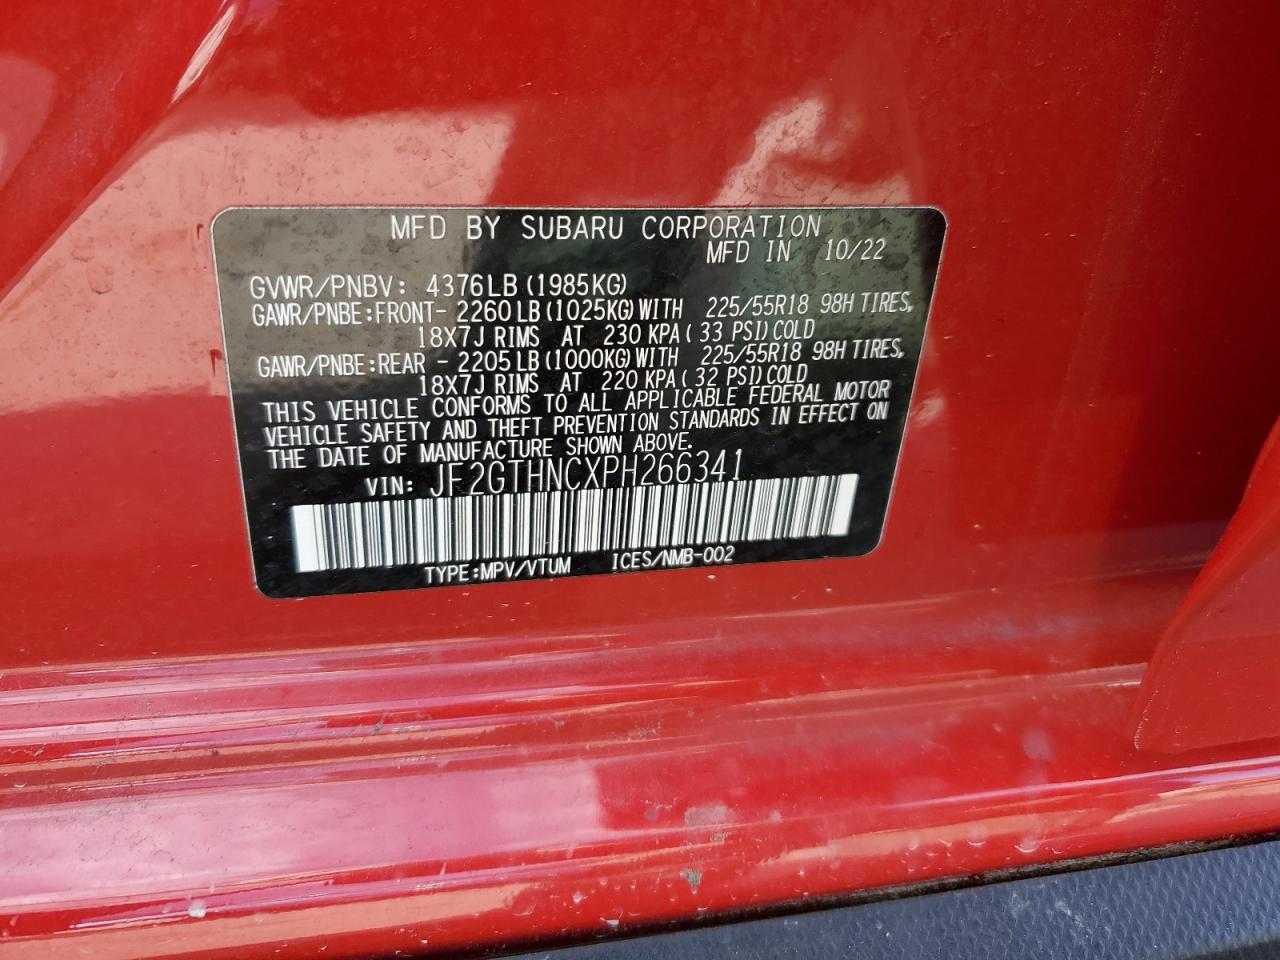 MFD BY SUBARU CORPORATION
MFD IN 10/22
GVWR/PNBV: 4376LB (1985KG)
GAWR/PNBE:FRONT- 2260LB (1025KG) WITH 225/55R18 98H TIRES,
18X7J RIMS AT 230 KPA ( 33 PSI) COLD
GAWR/PNBE:REAR - 2205LB (1000KG) WITH 225/55R18 98H TIRES,
18X7J RIMS AT 220 KPA ( 32 PSI) COLD
THIS VEHICLE CONFORMS TO ALL APPLICABLE FEDERAL MOTOR
VEHICLE SAFETY AND THEFT PREVENTION STANDARDS IN EFFECT ON
THE DATE OF MANUFACTURE SHOWN ABOVE.
VIN: JF2GTHNCXPH266341
TYPE:MPV/VTUM ICES/NMB-002